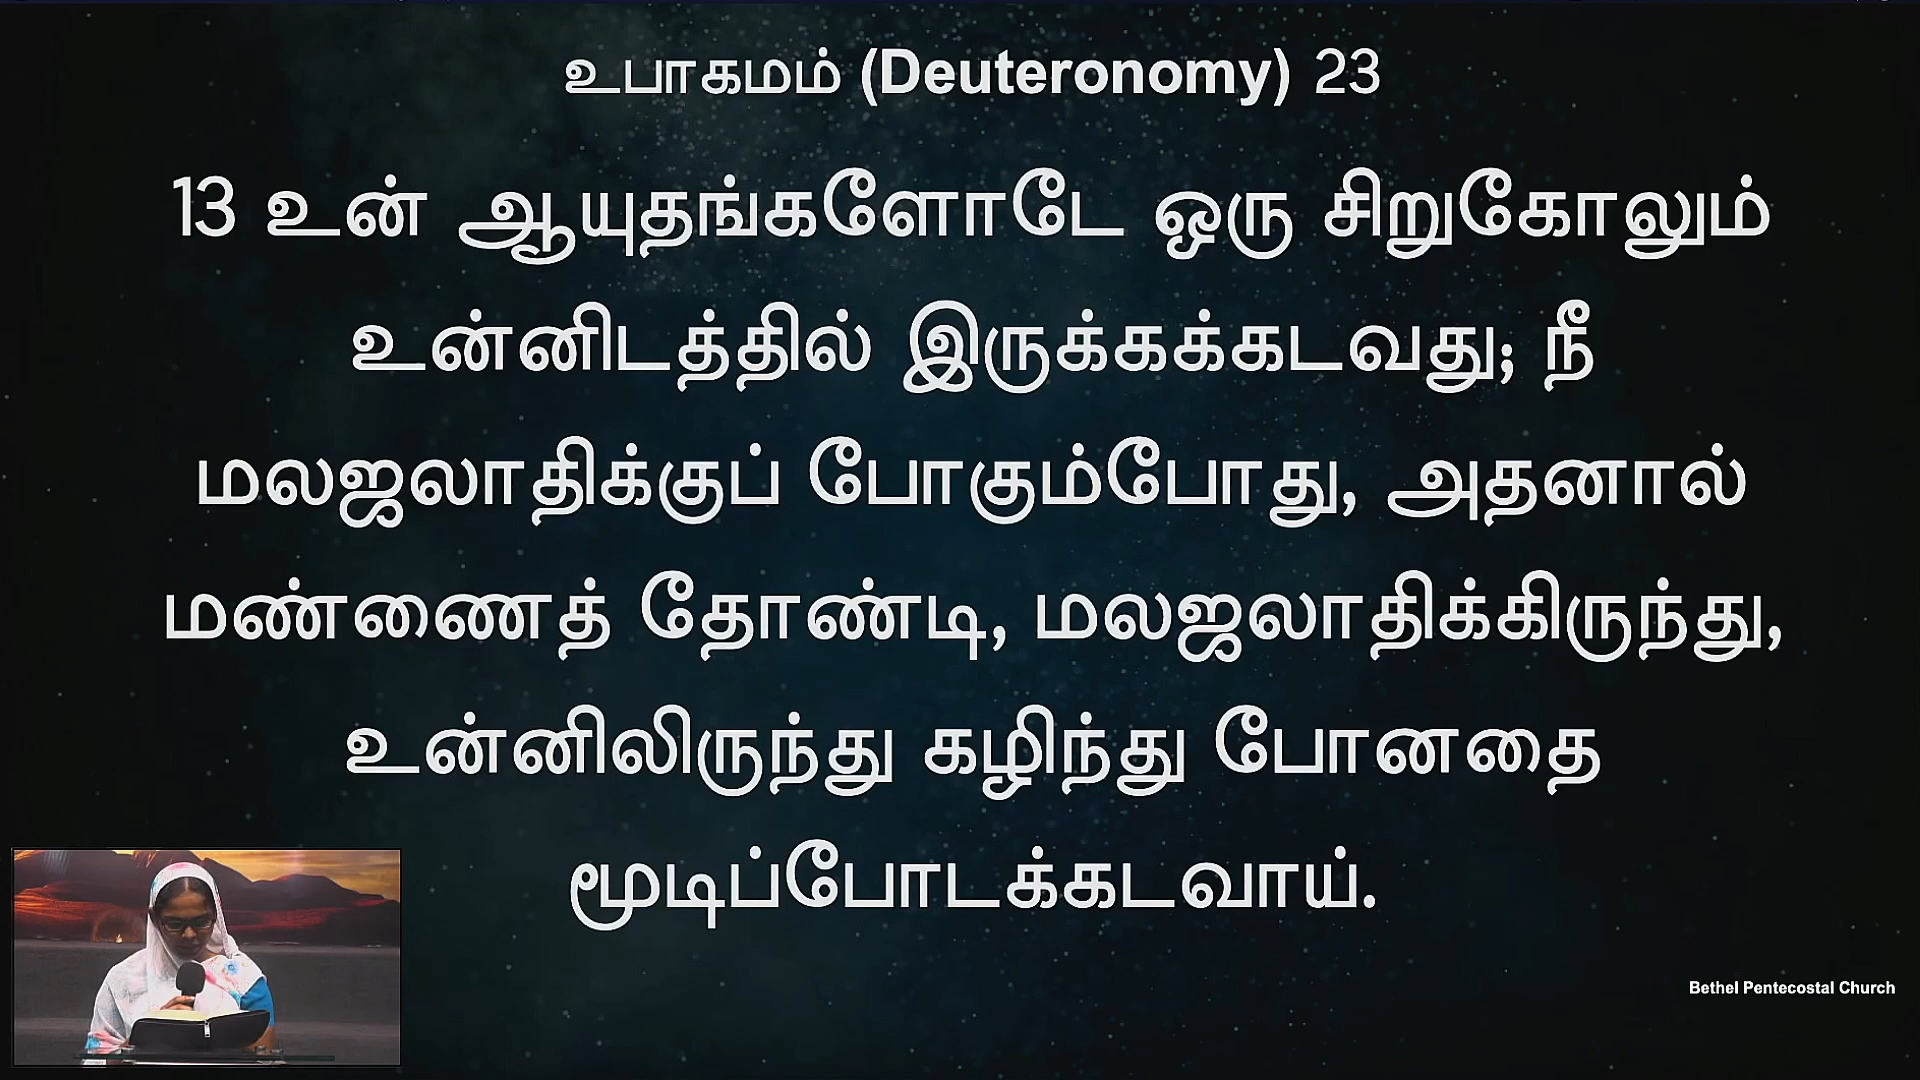 உபாகமம் (Deuteronomy) 23
13 உன் ஆயுதங்களோடே ஒரு சிறுகோலும்
உன்னிடத்தில் இருக்கக்கடவது; நீ
மலஜலாதிக்குப் போகும்போது, அதனால்
மண்ணைத் தோண்டி, மலஜலாதிக்கிருந்து,
உன்னிலிருந்து கழிந்து போனதை
மூடிப்போடக்கடவாய்.
Bethel Pentecostal Church